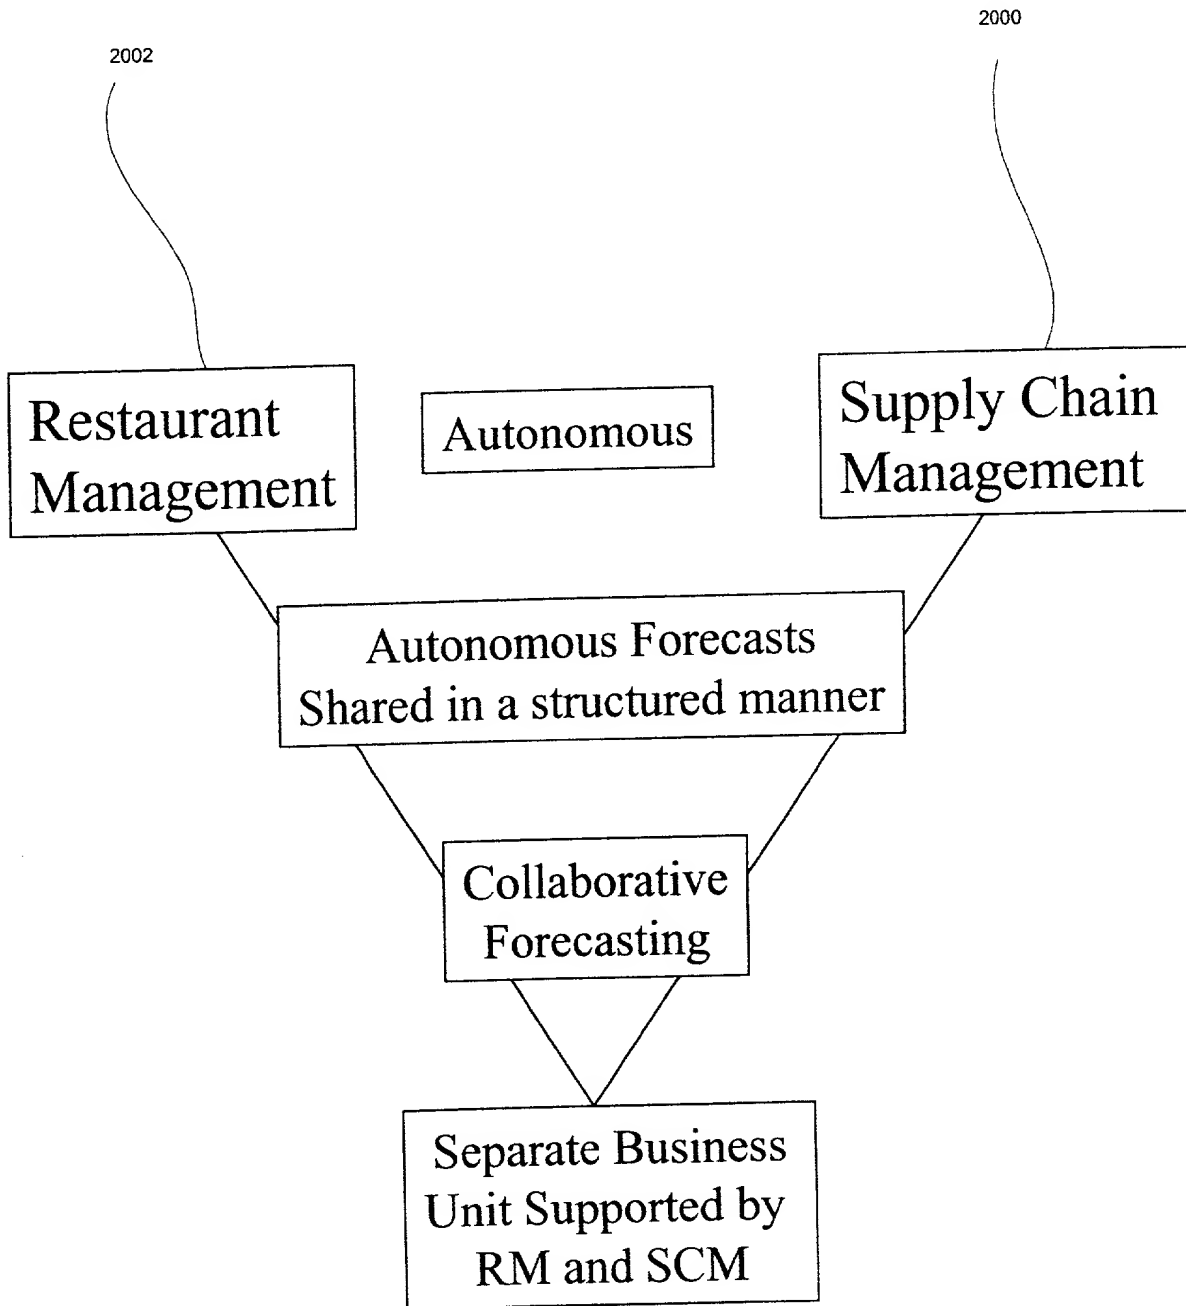 2000
2002
Restaurant
Management
Autonomous
Supply Chain
Management
Autonomous Forecasts
Shared in a structured manner
Collaborative
Forecasting
Separate Business
Unit Supported by
RM and SCM